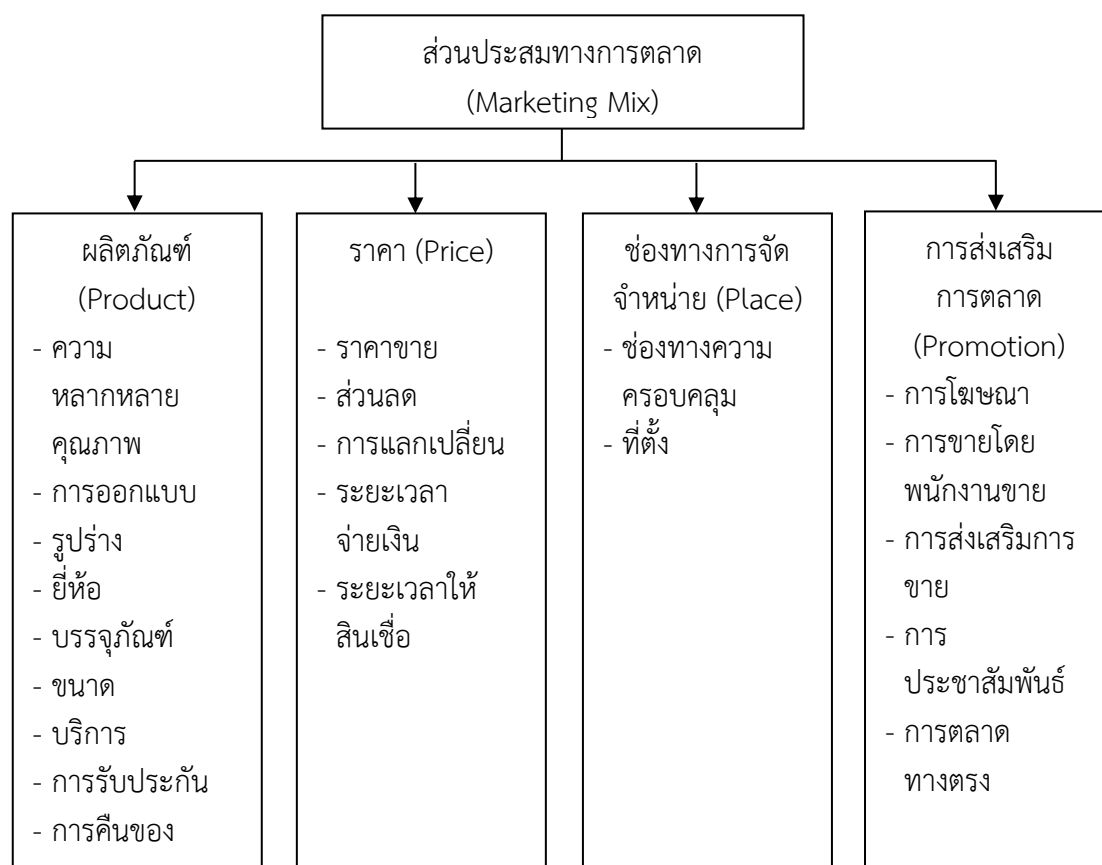 ส่วนประสมทางการตลาด
(Marketing Mix)
ผลิตภัณฑ์
(Product)
- ความ
หลากหลาย
คุณภาพ
- การออกแบบ
- รูปร่าง
- ยี่ห้อ
- บรรจุภัณฑ์
- ขนาด
- บริการ
- การรับประกัน
- การคืนของ
ราคา (Price)
- ราคาขาย
- ส่วนลด
- การแลกเปลี่ยน
- ระยะเวลา
จ่ายเงิน
- ระยะเวลาให้
สินเชื่อ
ช่องทางการจัด
จำหน่าย (Place)
- ช่องทางความ
ครอบคลุม
- ที่ตั้ง
การส่งเสริม
การตลาด
(Promotion)
- การโฆษณา
- การขายโดย
พนักงานขาย
- การส่งเสริมการ
ขาย
- การ
ประชาสัมพันธ์
- การตลาด
ทางตรง